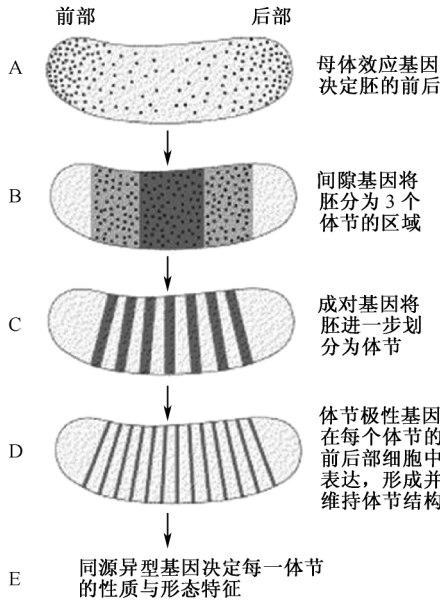 前部 后部
A
母体效应基因
决定胚的前后
B
间隙基因将
胚分为 3 个
体节的区域
C
成对基因将
胚进一步划
分为体节
D
体节极性基因
在每个体节的
前后部细胞中
表达，形成并
维持体节结构
E
同源异型基因决定每一体节
的性质与形态特征